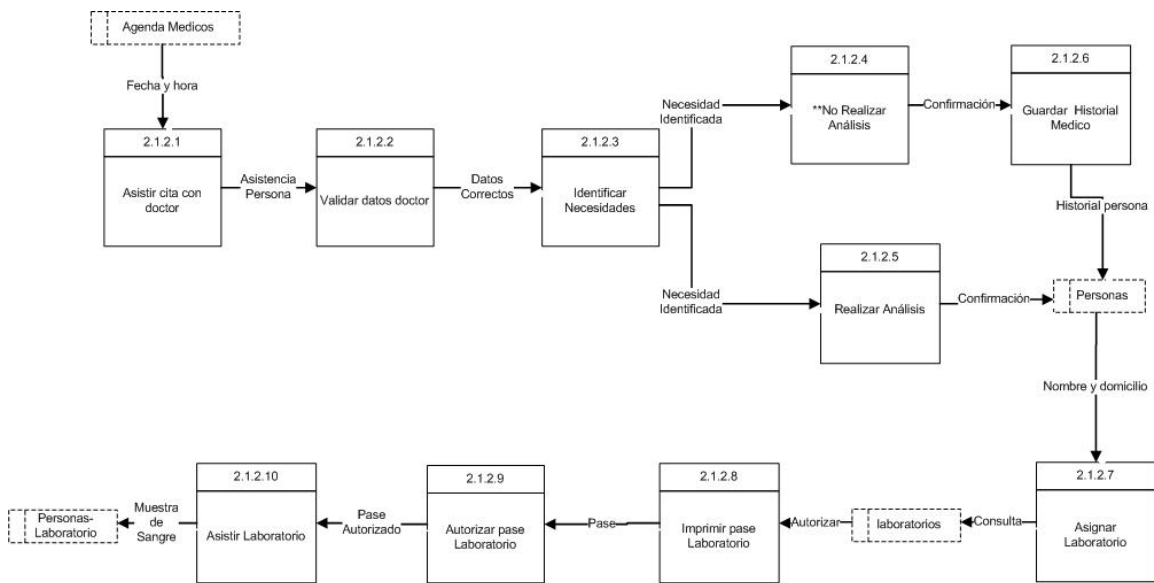 Agenda Medicos
Fecha y hora
2.1.2.1
Asistir cita con
doctor
Asistencia
Persona
2.1.2.2
Validar datos doctor
Datos
Correctos
2.1.2.3
Identificar
Necesidades
Necesidad
Identificada
2.1.2.4
**No Realizar
Análisis
Confirmación
2.1.2.6
Guardar Historial
Medico
Historial persona
Necesidad
Identificada
2.1.2.5
Realizar Análisis
Confirmación
Personas
Nombre y domicilio
2.1.2.7
Asignar
Laboratorio
Consulta
laboratorios
Autorizar
2.1.2.8
Imprimir pase
Laboratorio
Pase
2.1.2.9
Autorizar pase
Laboratorio
Pase
Autorizado
2.1.2.10
Asistir Laboratorio
Muestra
de
Sangre
Personas-
Laboratorio